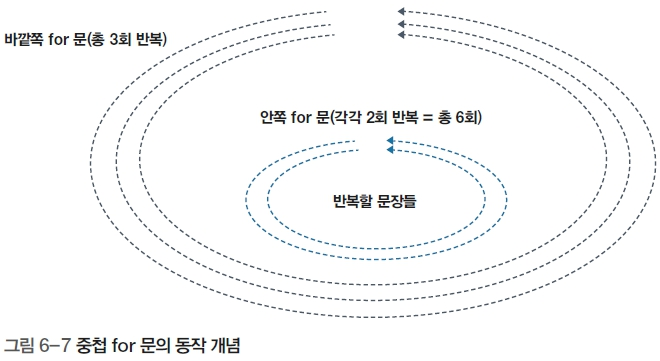 바깥쪽 for 문(총 3회 반복)
안쪽 for 문(각각 2회 반복 = 총 6회)
반복할 문장들
그림 6-7 중첩 for 문의 동작 개념